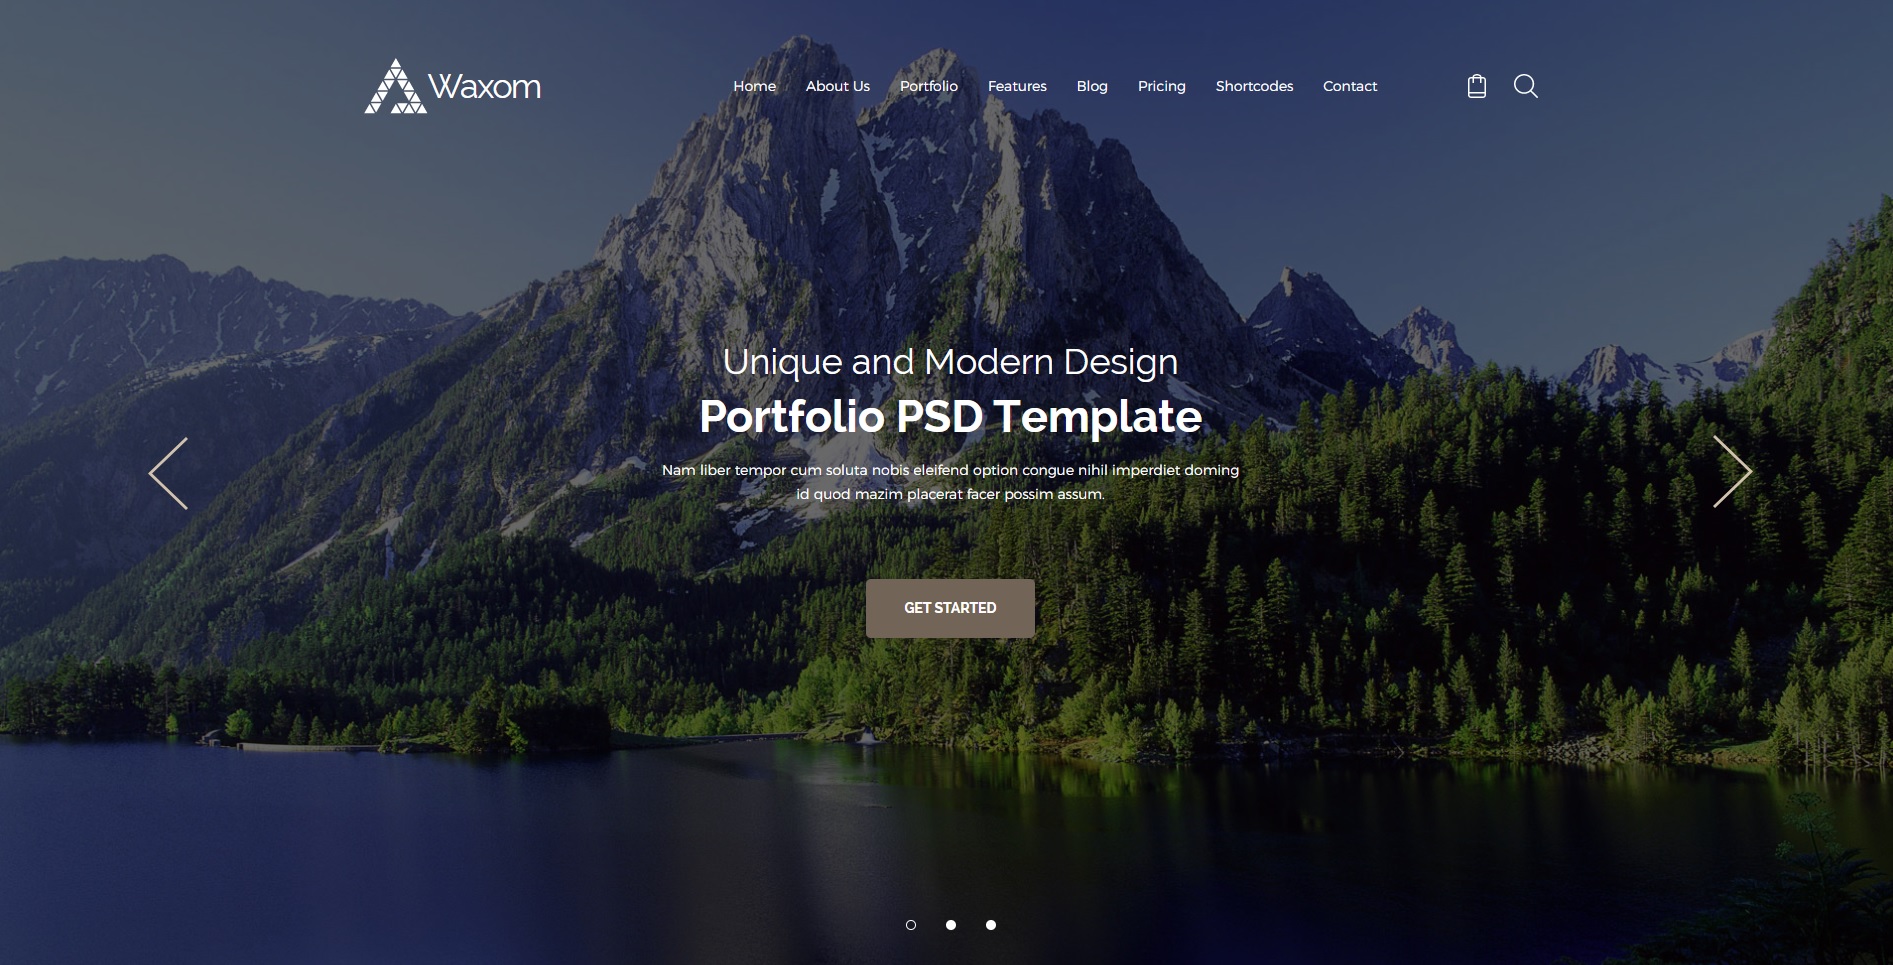 Waxom
Home About Us Portfolio Features Blog Pricing Shortcodes Contact
Unique and Modern Design
Portfolio PSD Template
Nam liber tempor cum soluta nobis eleifend option congue nihil imperdiet doming
id quod mazim placerat facer possim assum.
GET STARTED